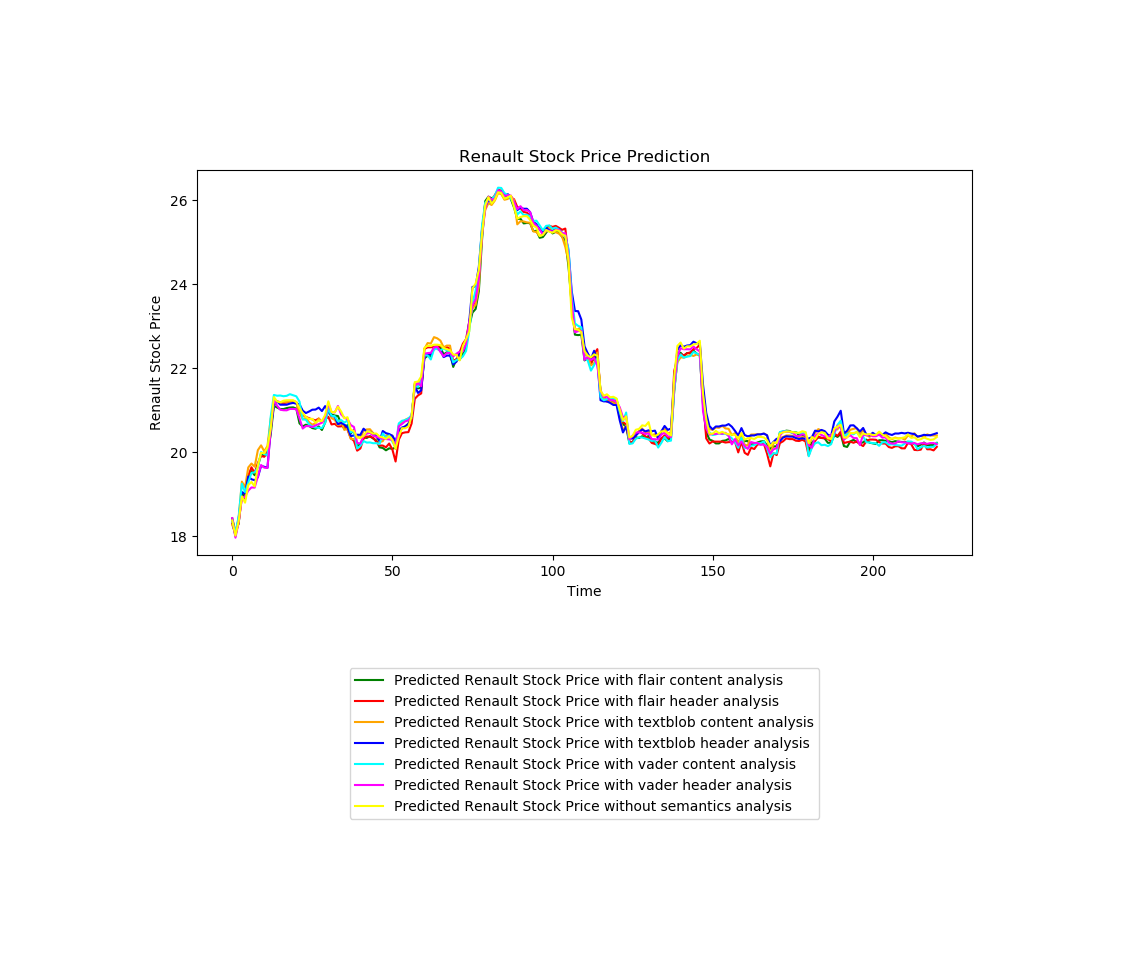 Renault Stock Price Prediction
Renault Stock Price
26
24
22
20
18
0 50 100 150 200
Time
Predicted Renault Stock Price with flair content analysis
Predicted Renault Stock Price with flair header analysis
Predicted Renault Stock Price with textblob content analysis
Predicted Renault Stock Price with textblob header analysis
Predicted Renault Stock Price with vader content analysis
Predicted Renault Stock Price with vader header analysis
Predicted Renault Stock Price without semantics analysis